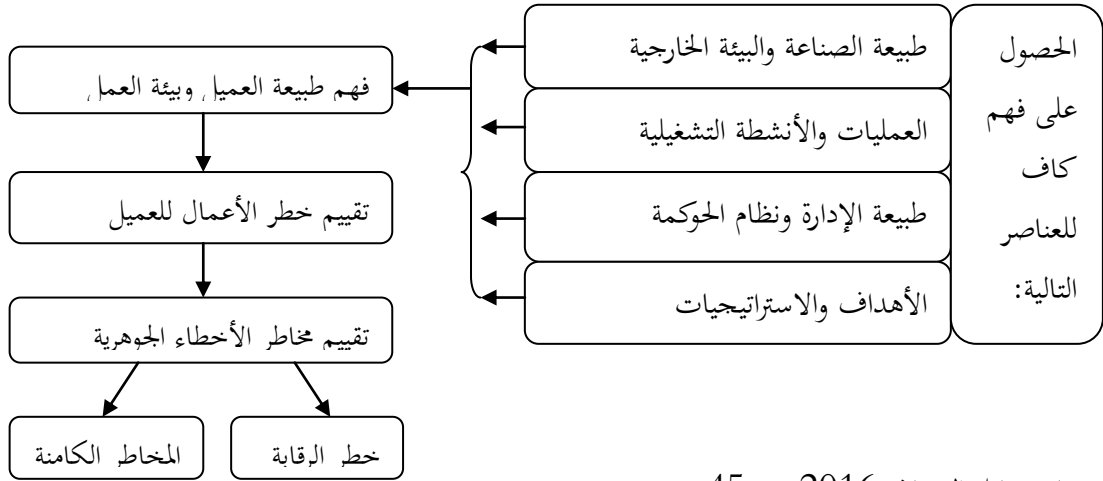 الحصول
على فهم
كاف
للعناصر
التالية:
طبيعة الصناعة والبيئة الخارجية
العمليات والأنشطة التشغيلية
طبيعة الإدارة ونظام الحوكمة
الأهداف والاستراتيجيات
فهم طبيعة العميل وبيئة العمل
تقييم خطر الأعمال للعميل
تقييم مخاطر الأخطاء الجوهرية
خطر الرقابة
المخاطر الكامنة
2016
45